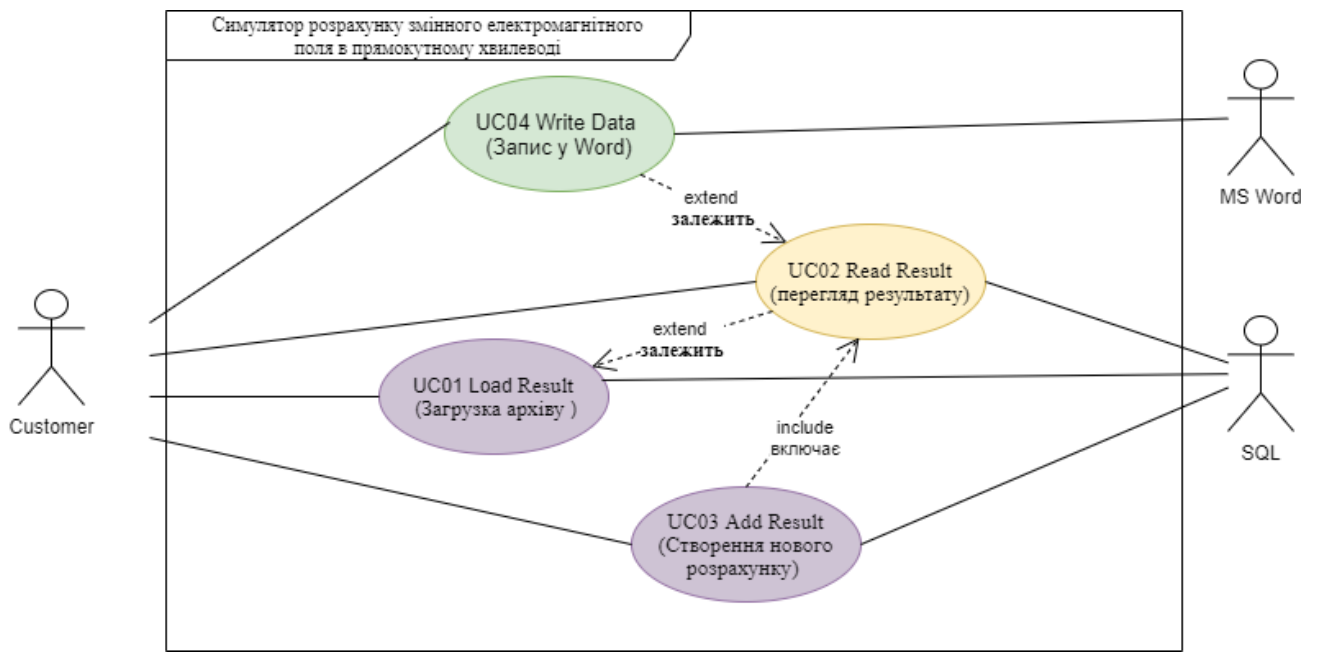 Симулятор розрахунку змінного електромагнітного
поля в прямокутному хвилеводі
UC04 Write Data
(Запис у Word)
MS Word
extend
залежить
UC02 Read Result
(перегляд результату)
extend
залежить
Customer
UC01 Load Result
(Загрузка архіву )
include
включає
SQL
UC03 Add Result
(Створення нового
розрахунку)